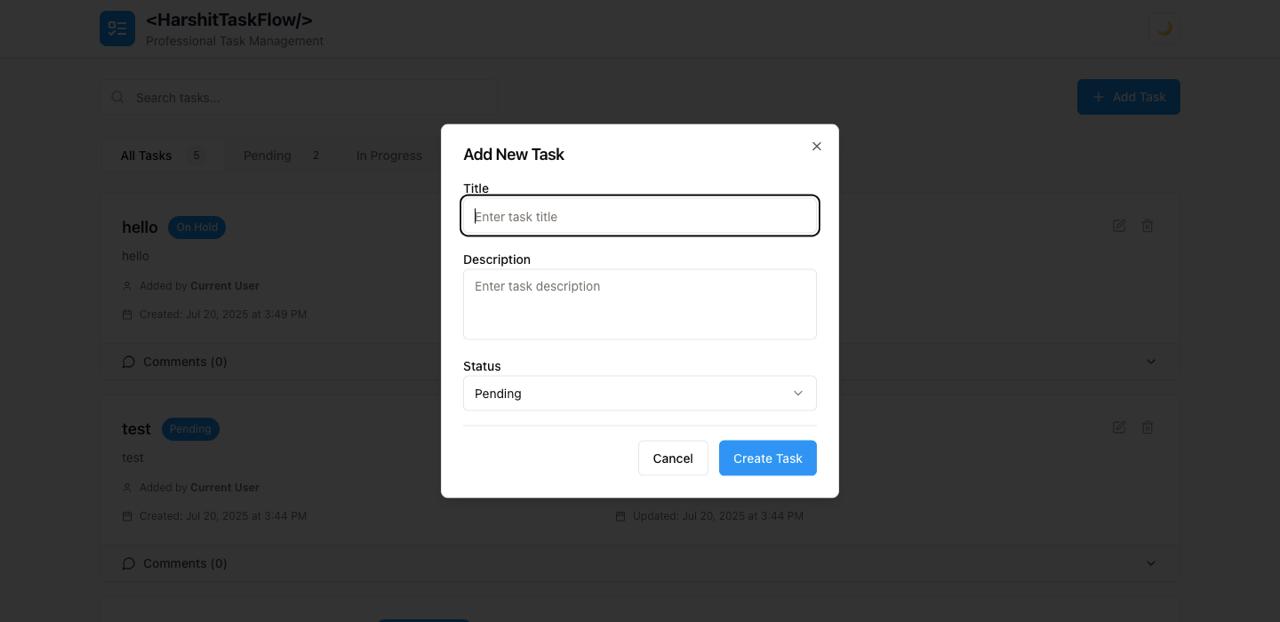 <HarshitTaskFlow/>
Professional Task Management
Search tasks...
Add Task
All Tasks 5 Pending 2 In Progress
Add New Task
Title
Enter task title
Description
Enter task description
Status
Pending
Cancel Create Task
hello On Hold
hello
Added by Current User
Created: Jul 20, 2025 at 3:49 PM
Comments (0)
test Pending
test
Added by Current User
Created: Jul 20, 2025 at 3:44 PM Updated: Jul 20, 2025 at 3:44 PM
Comments (0)